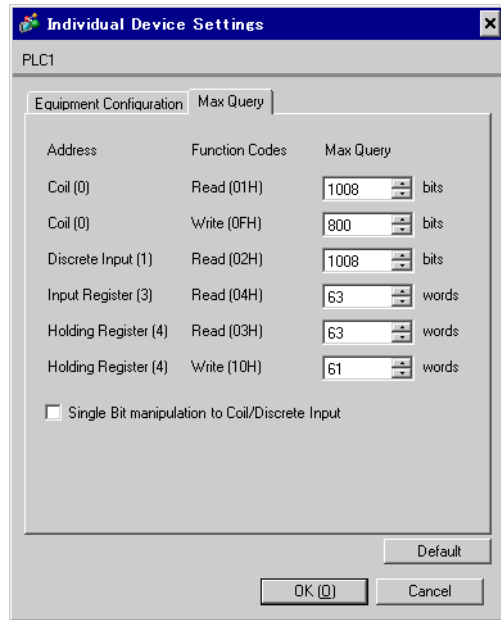 Individual Device Settings
PLC1
Equipment Configuration Max Query
Address Function Codes Max Query
Coil (0) Read (01H) 1008 bits
Coil (0) Write (0FH) 800 bits
Discrete Input (1) Read (02H) 1008 bits
Input Register (3) Read (04H) 63 words
Holding Register (4) Read (03H) 63 words
Holding Register (4) Write (10H) 61 words
Single Bit manipulation to Coil/Discrete Input
Default
OK (O) Cancel